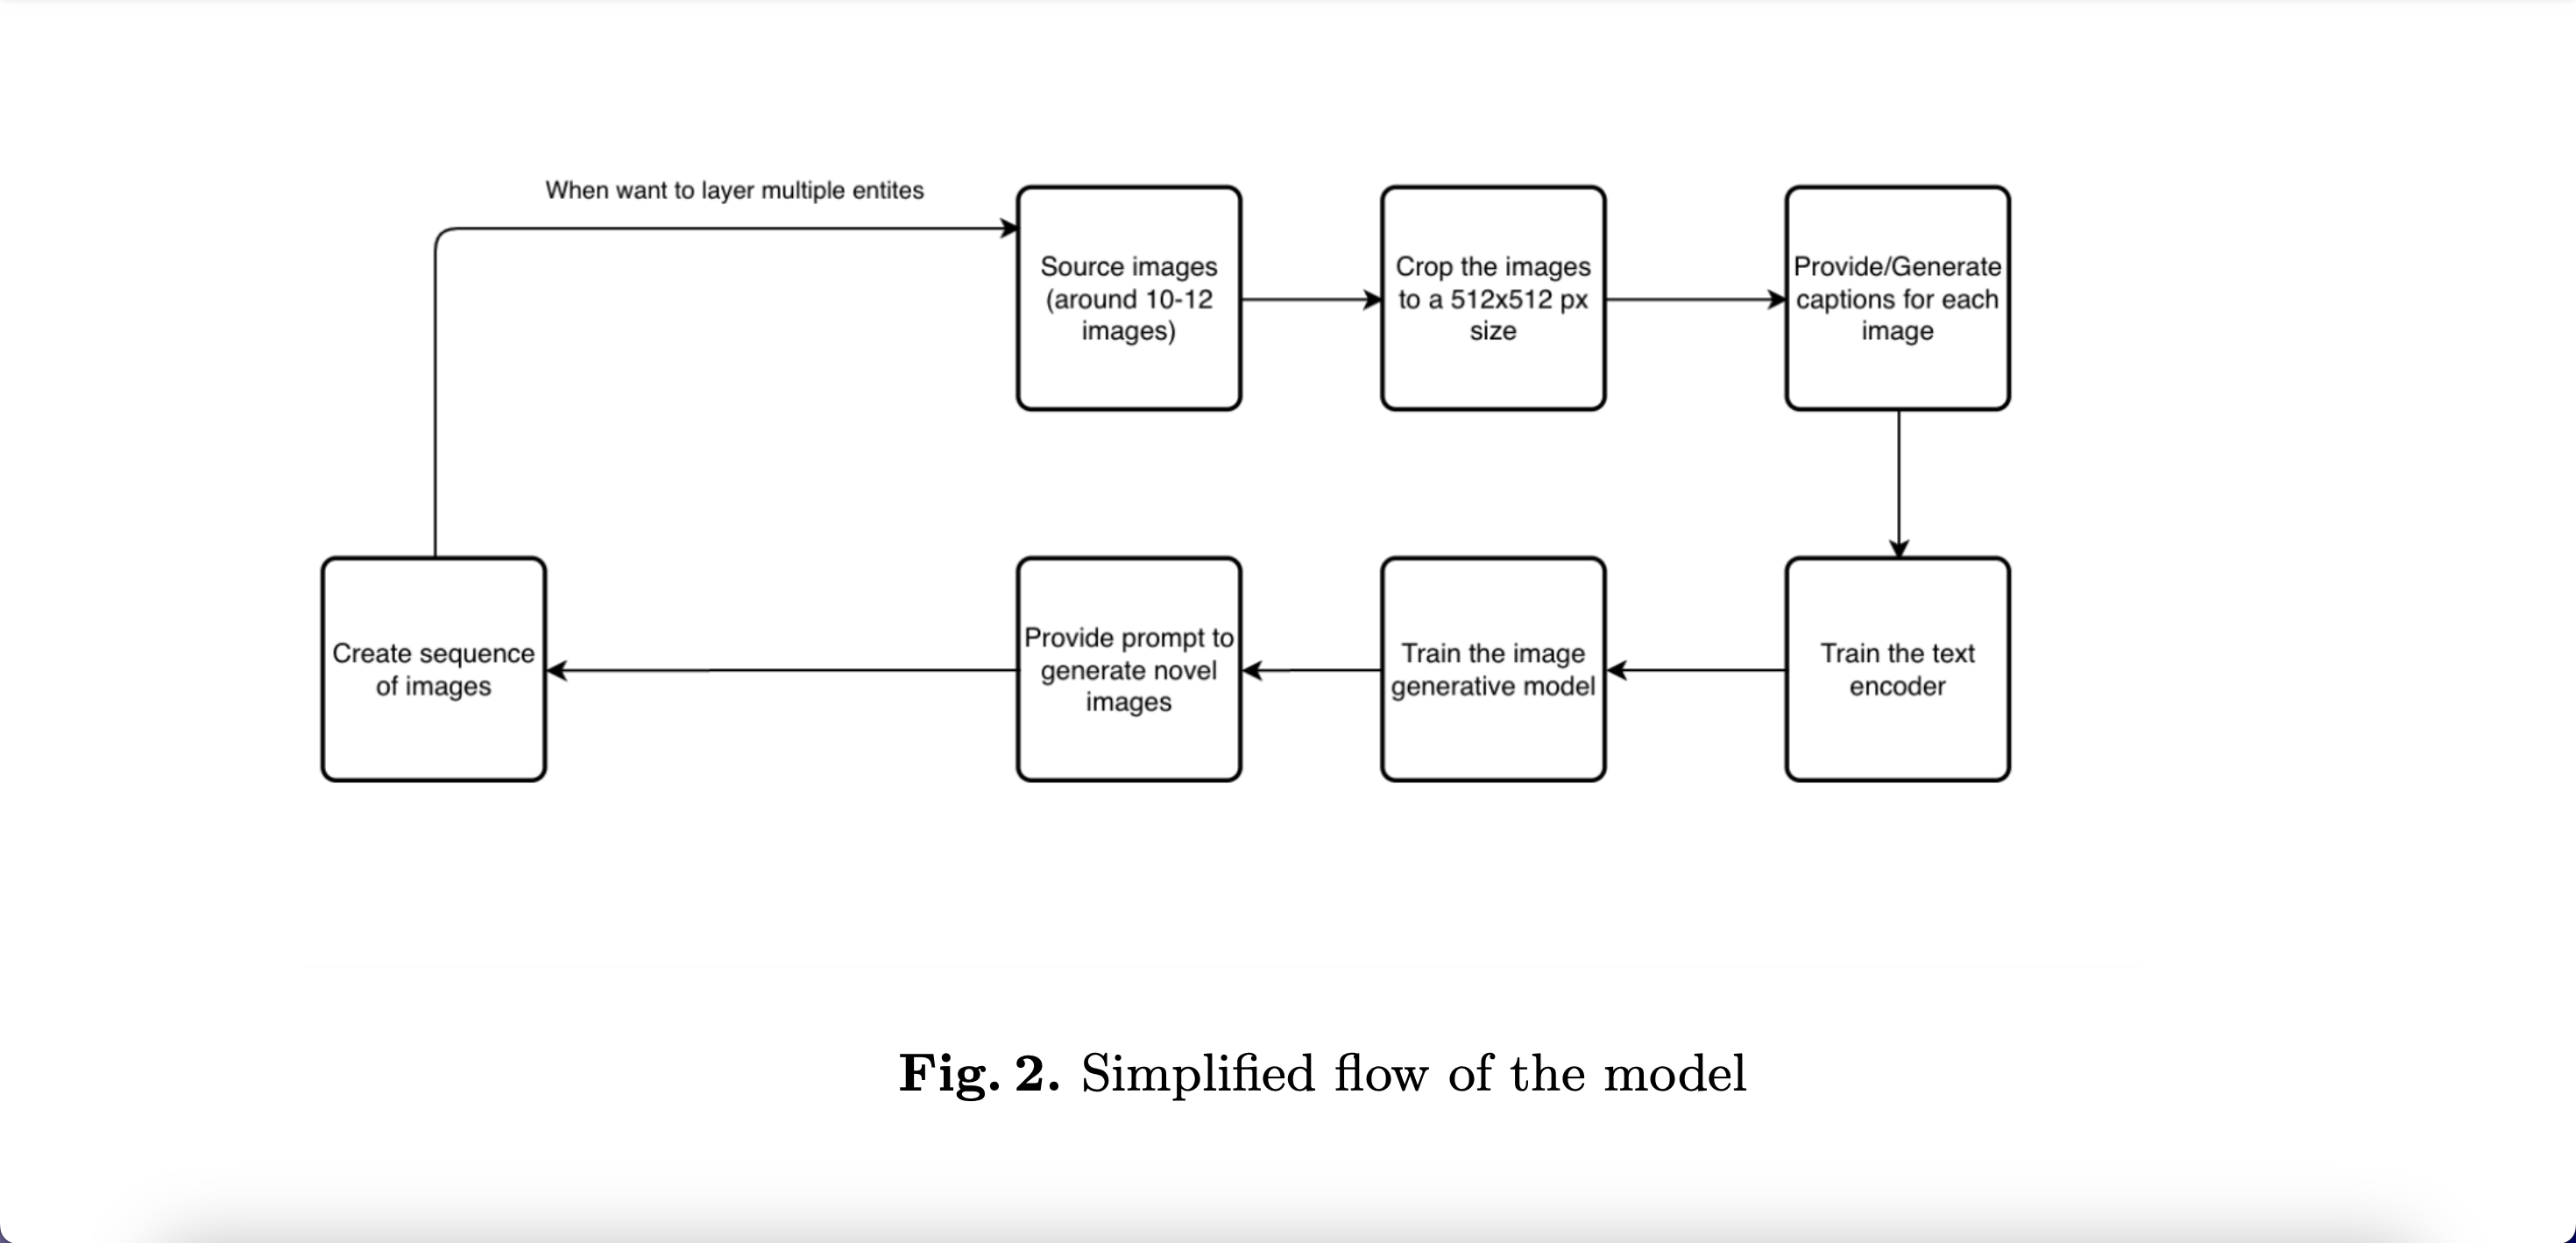 When want to layer multiple entites
Source images
(around 10-12
images)
Crop the images
to a 512x512 px
size
Provide/Generate
captions for each
image
Create sequence
of images
Provide prompt to
generate novel
images
Train the image
generative model
Train the text
encoder
Fig. 2. Simplified flow of the model